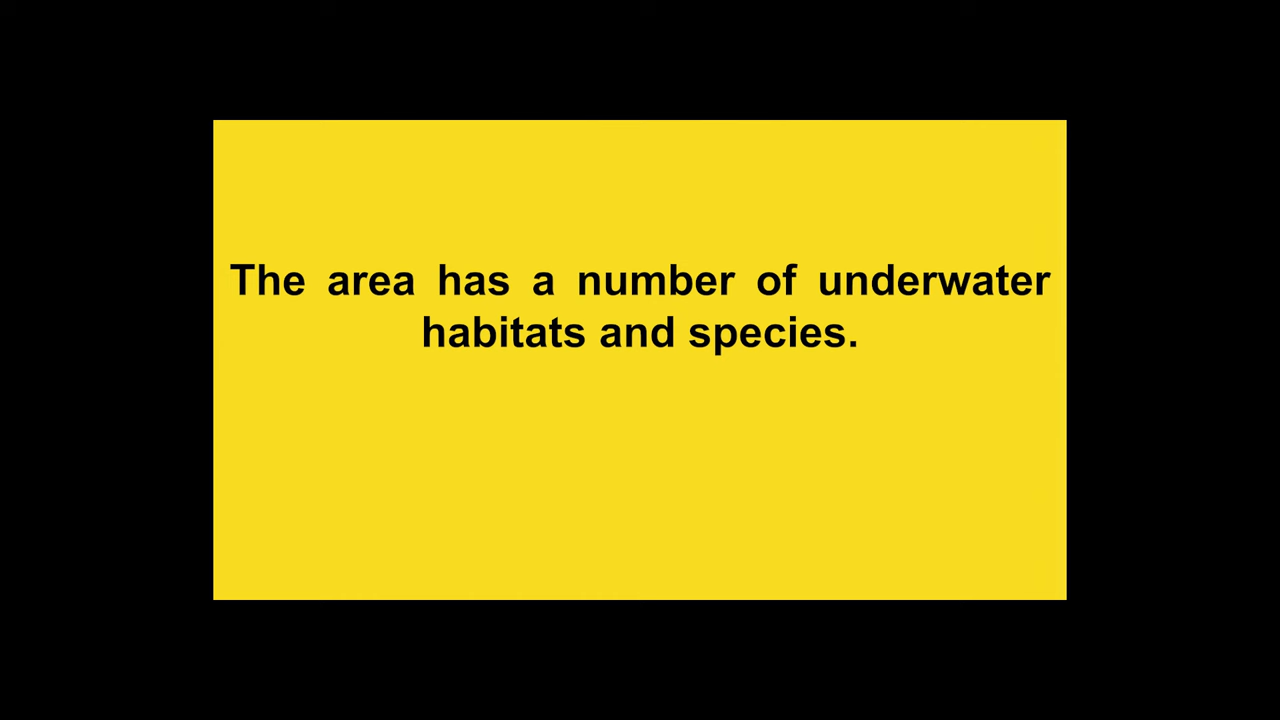 The area has a number of underwater
habitats and species.